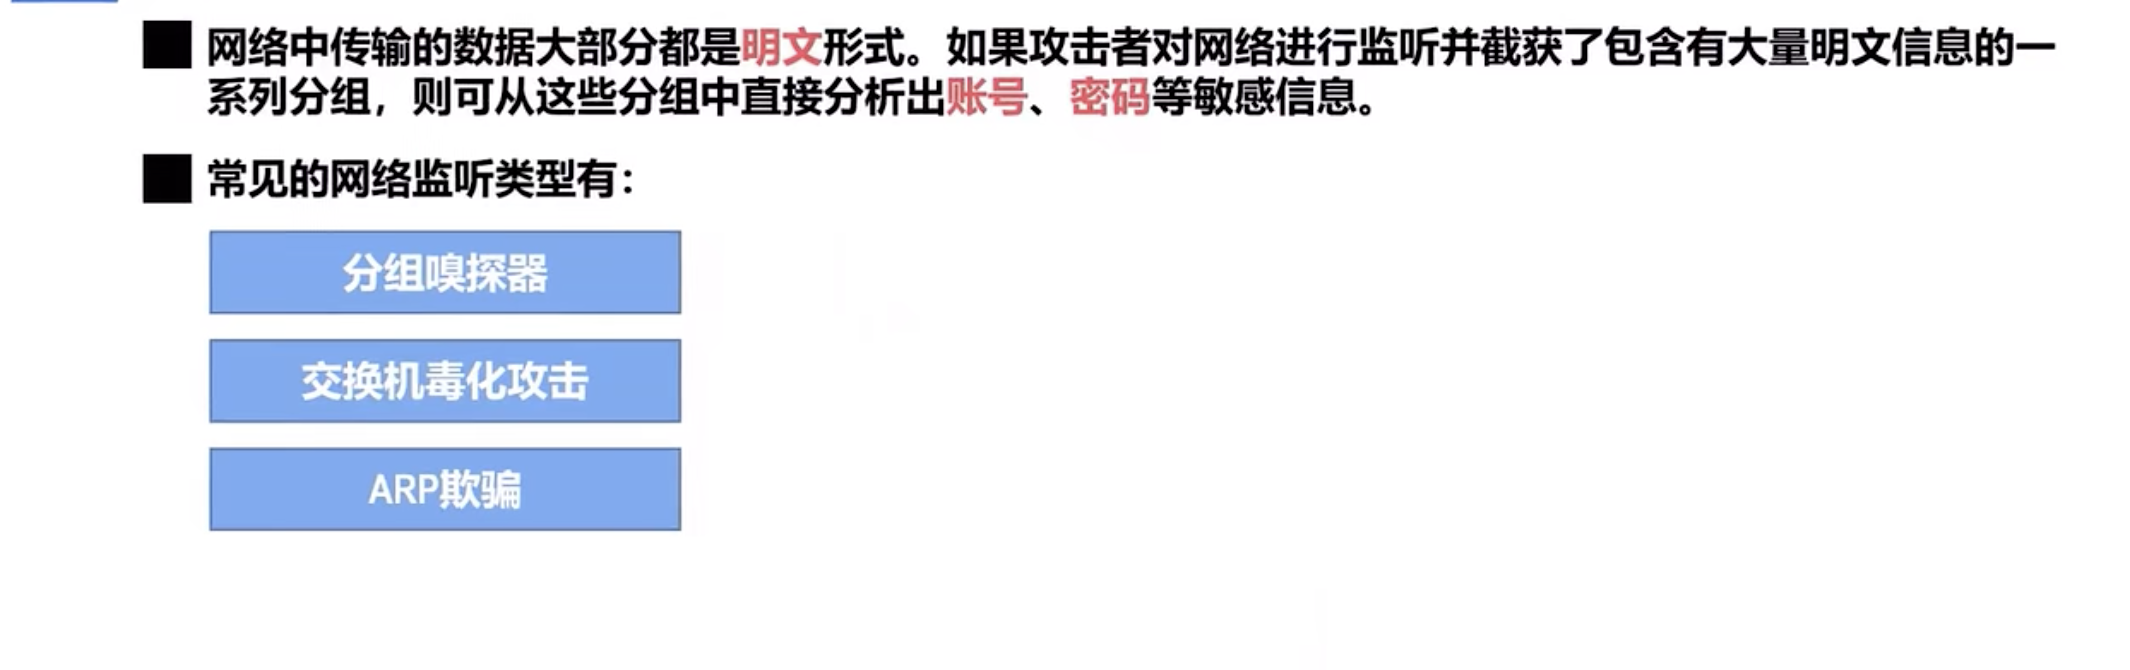 网络中传输的数据大部分都是明文形式。如果攻击者对网络进行监听并截获了包含有大量明文信息的一
系列分组，则可从这些分组中直接分析出账号、密码等敏感信息。
常见的网络监听类型有：
分组嗅探器
交换机毒化攻击
ARP欺骗